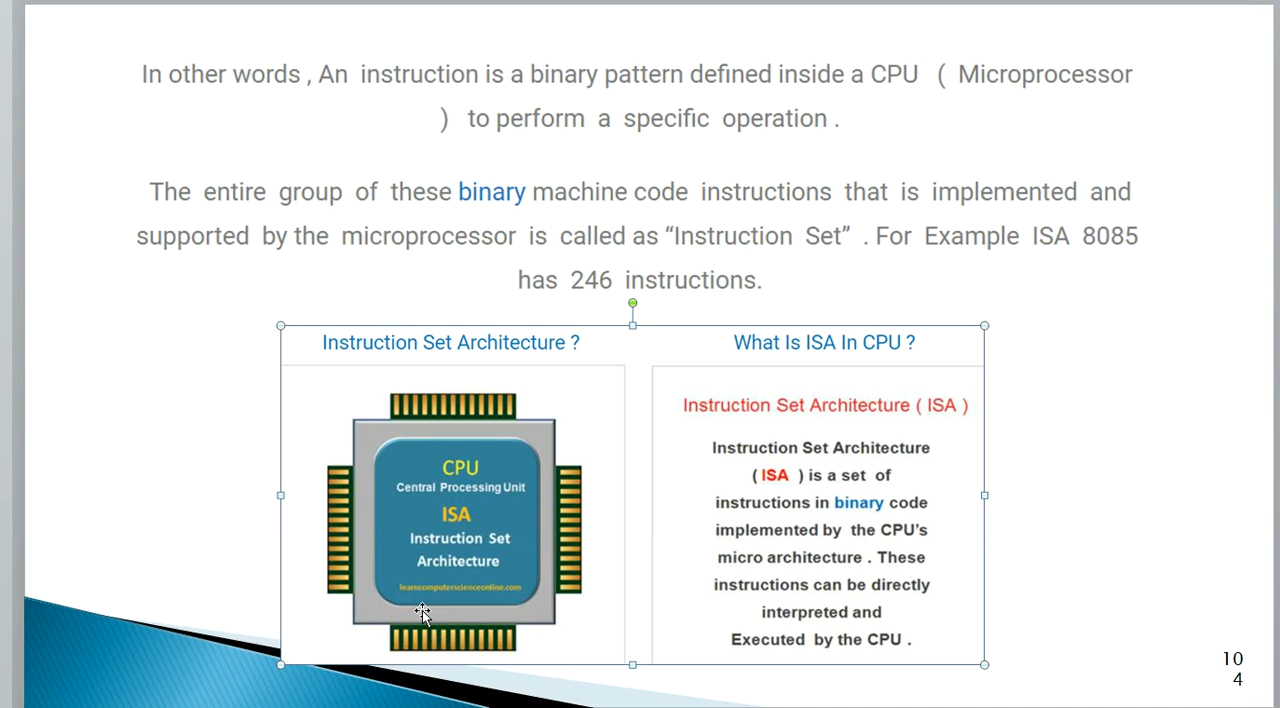 In other words , An instruction is a binary pattern defined inside a CPU ( Microprocessor
) to perform a specific operation .
The entire group of these binary machine code instructions that is implemented and
supported by the microprocessor is called as “Instruction Set” . For Example ISA 8085
has 246 instructions.
Instruction Set Architecture ?
CPU
Central Processing Unit
ISA
Instruction Set
Architecture
learncomputerscienceonline.com
What Is ISA In CPU ?
Instruction Set Architecture ( ISA )
Instruction Set Architecture
( ISA ) is a set of
instructions in binary code
implemented by the CPU’s
micro architecture . These
instructions can be directly
interpreted and
Executed by the CPU .
10
4